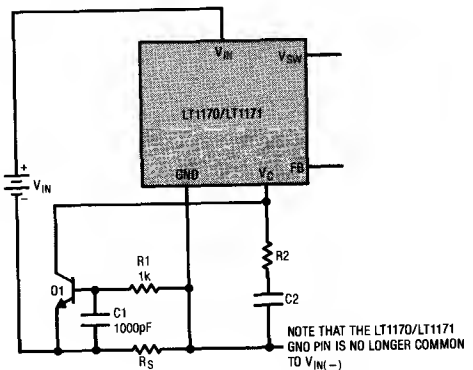 V_IN
V_SW
LT1170/LT1171
GND
V_C
FB
+
V_IN
−
R1
1k
R2
Q1
C1
1000pF
C2
R_S
NOTE THAT THE LT1170/LT1171
GND PIN IS NO LONGER COMMON
TO V_IN(−)